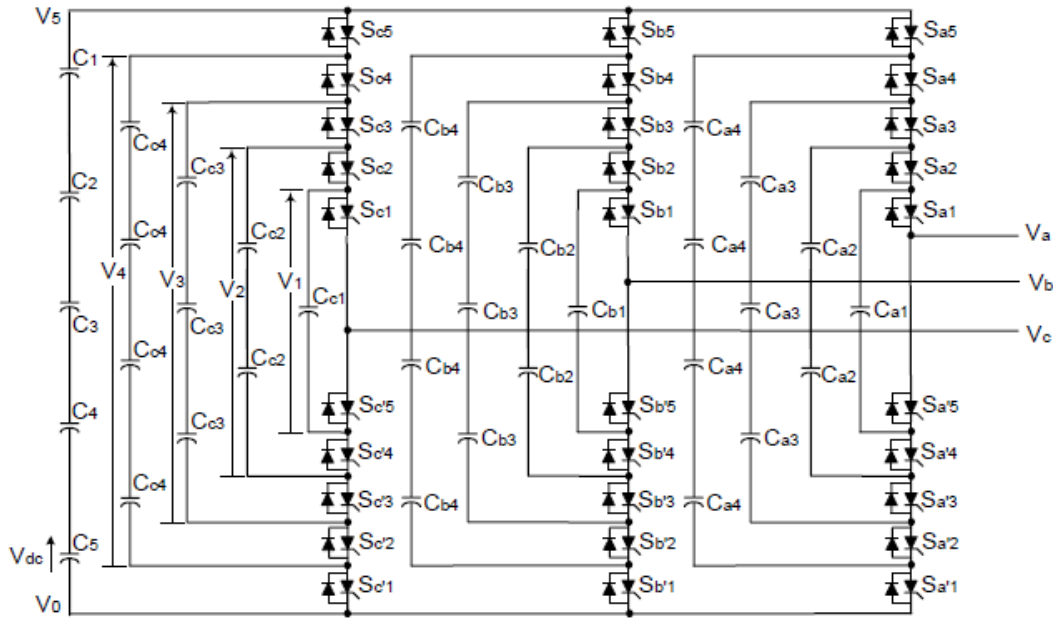 V5 Sc5 Sb5 Sa5
C1 Sc4 Sb4 Sa4
Cc4 Sc3 Cb4 Sb3 Ca4 Sa3
C2 Cc3 Sc2 Cb3 Sb2 Ca3 Sa2
Sc1 Sb1 Sa1
Va
Cc4 Cc2 Cb4 Cb2 Ca4 Ca2
V4 V3 V2 V1 Vb
C3 Cc3 Cc1 Cb3 Cb1 Ca3 Ca1
Vc
Cc4 Cc2 Cb4 Cb2 Ca4 Ca2
C4 Cc3 Sc'5 Cb3 Sb'5 Ca3 Sa'5
Sc'4 Sb'4 Sa'4
Cc4 Sc'3 Cb4 Sb'3 Ca4 Sa'3
Vdc C5 Sc'2 Sb'2 Sa'2
V0 Sc'1 Sb'1 Sa'1